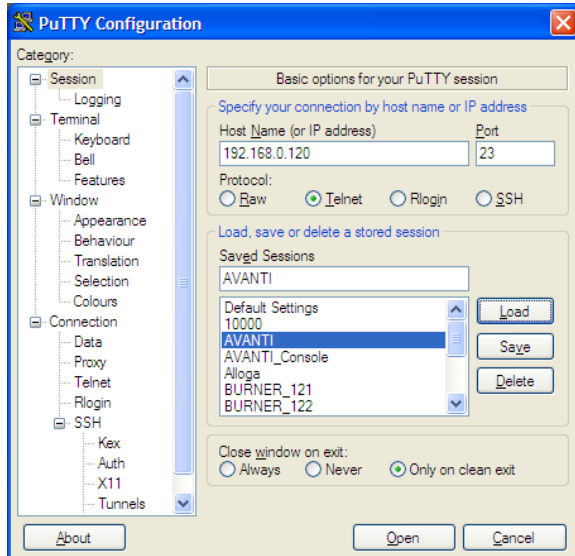 PuTTY Configuration
Category:
Session
Logging
Terminal
Keyboard
Bell
Features
Window
Appearance
Behaviour
Translation
Selection
Colours
Connection
Data
Proxy
Telnet
Rlogin
SSH
Kex
Auth
X11
Tunnels
Basic options for your PuTTY session
Specify your connection by host name or IP address
Host Name (or IP address) Port
192.168.0.120 23
Protocol:
Raw Telnet Rlogin SSH
Load, save or delete a stored session
Saved Sessions
AVANTI
Default Settings
10000
AVANTI
AVANTI_Console
Alloga
BURNER_121
BURNER_122
Load
Save
Delete
Close window on exit:
Always Never Only on clean exit
About Open Cancel